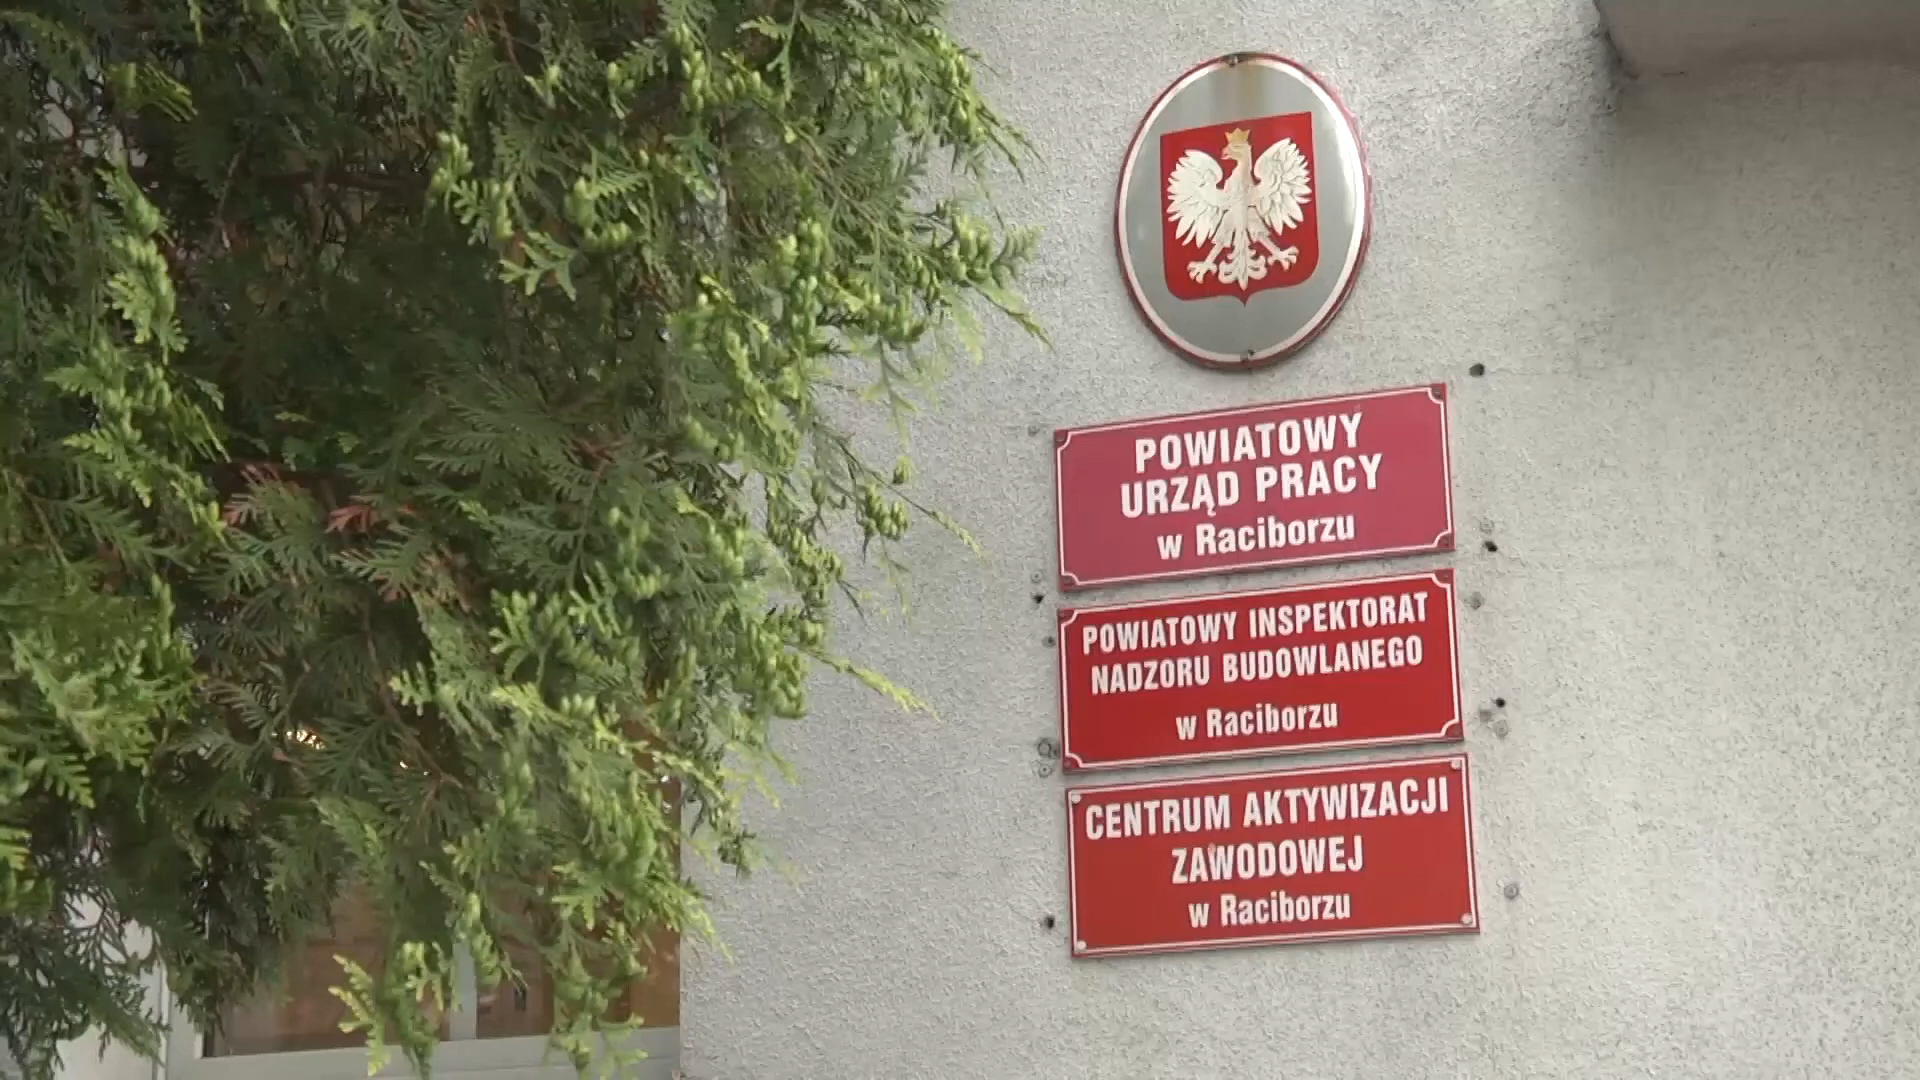 POWIATOWY
URZĄD PRACY
w Raciborzu
POWIATOWY INSPEKTORAT
NADZORU BUDOWLANEGO
w Raciborzu
CENTRUM AKTYWIZACJI
ZAWODOWEJ
w Raciborzu